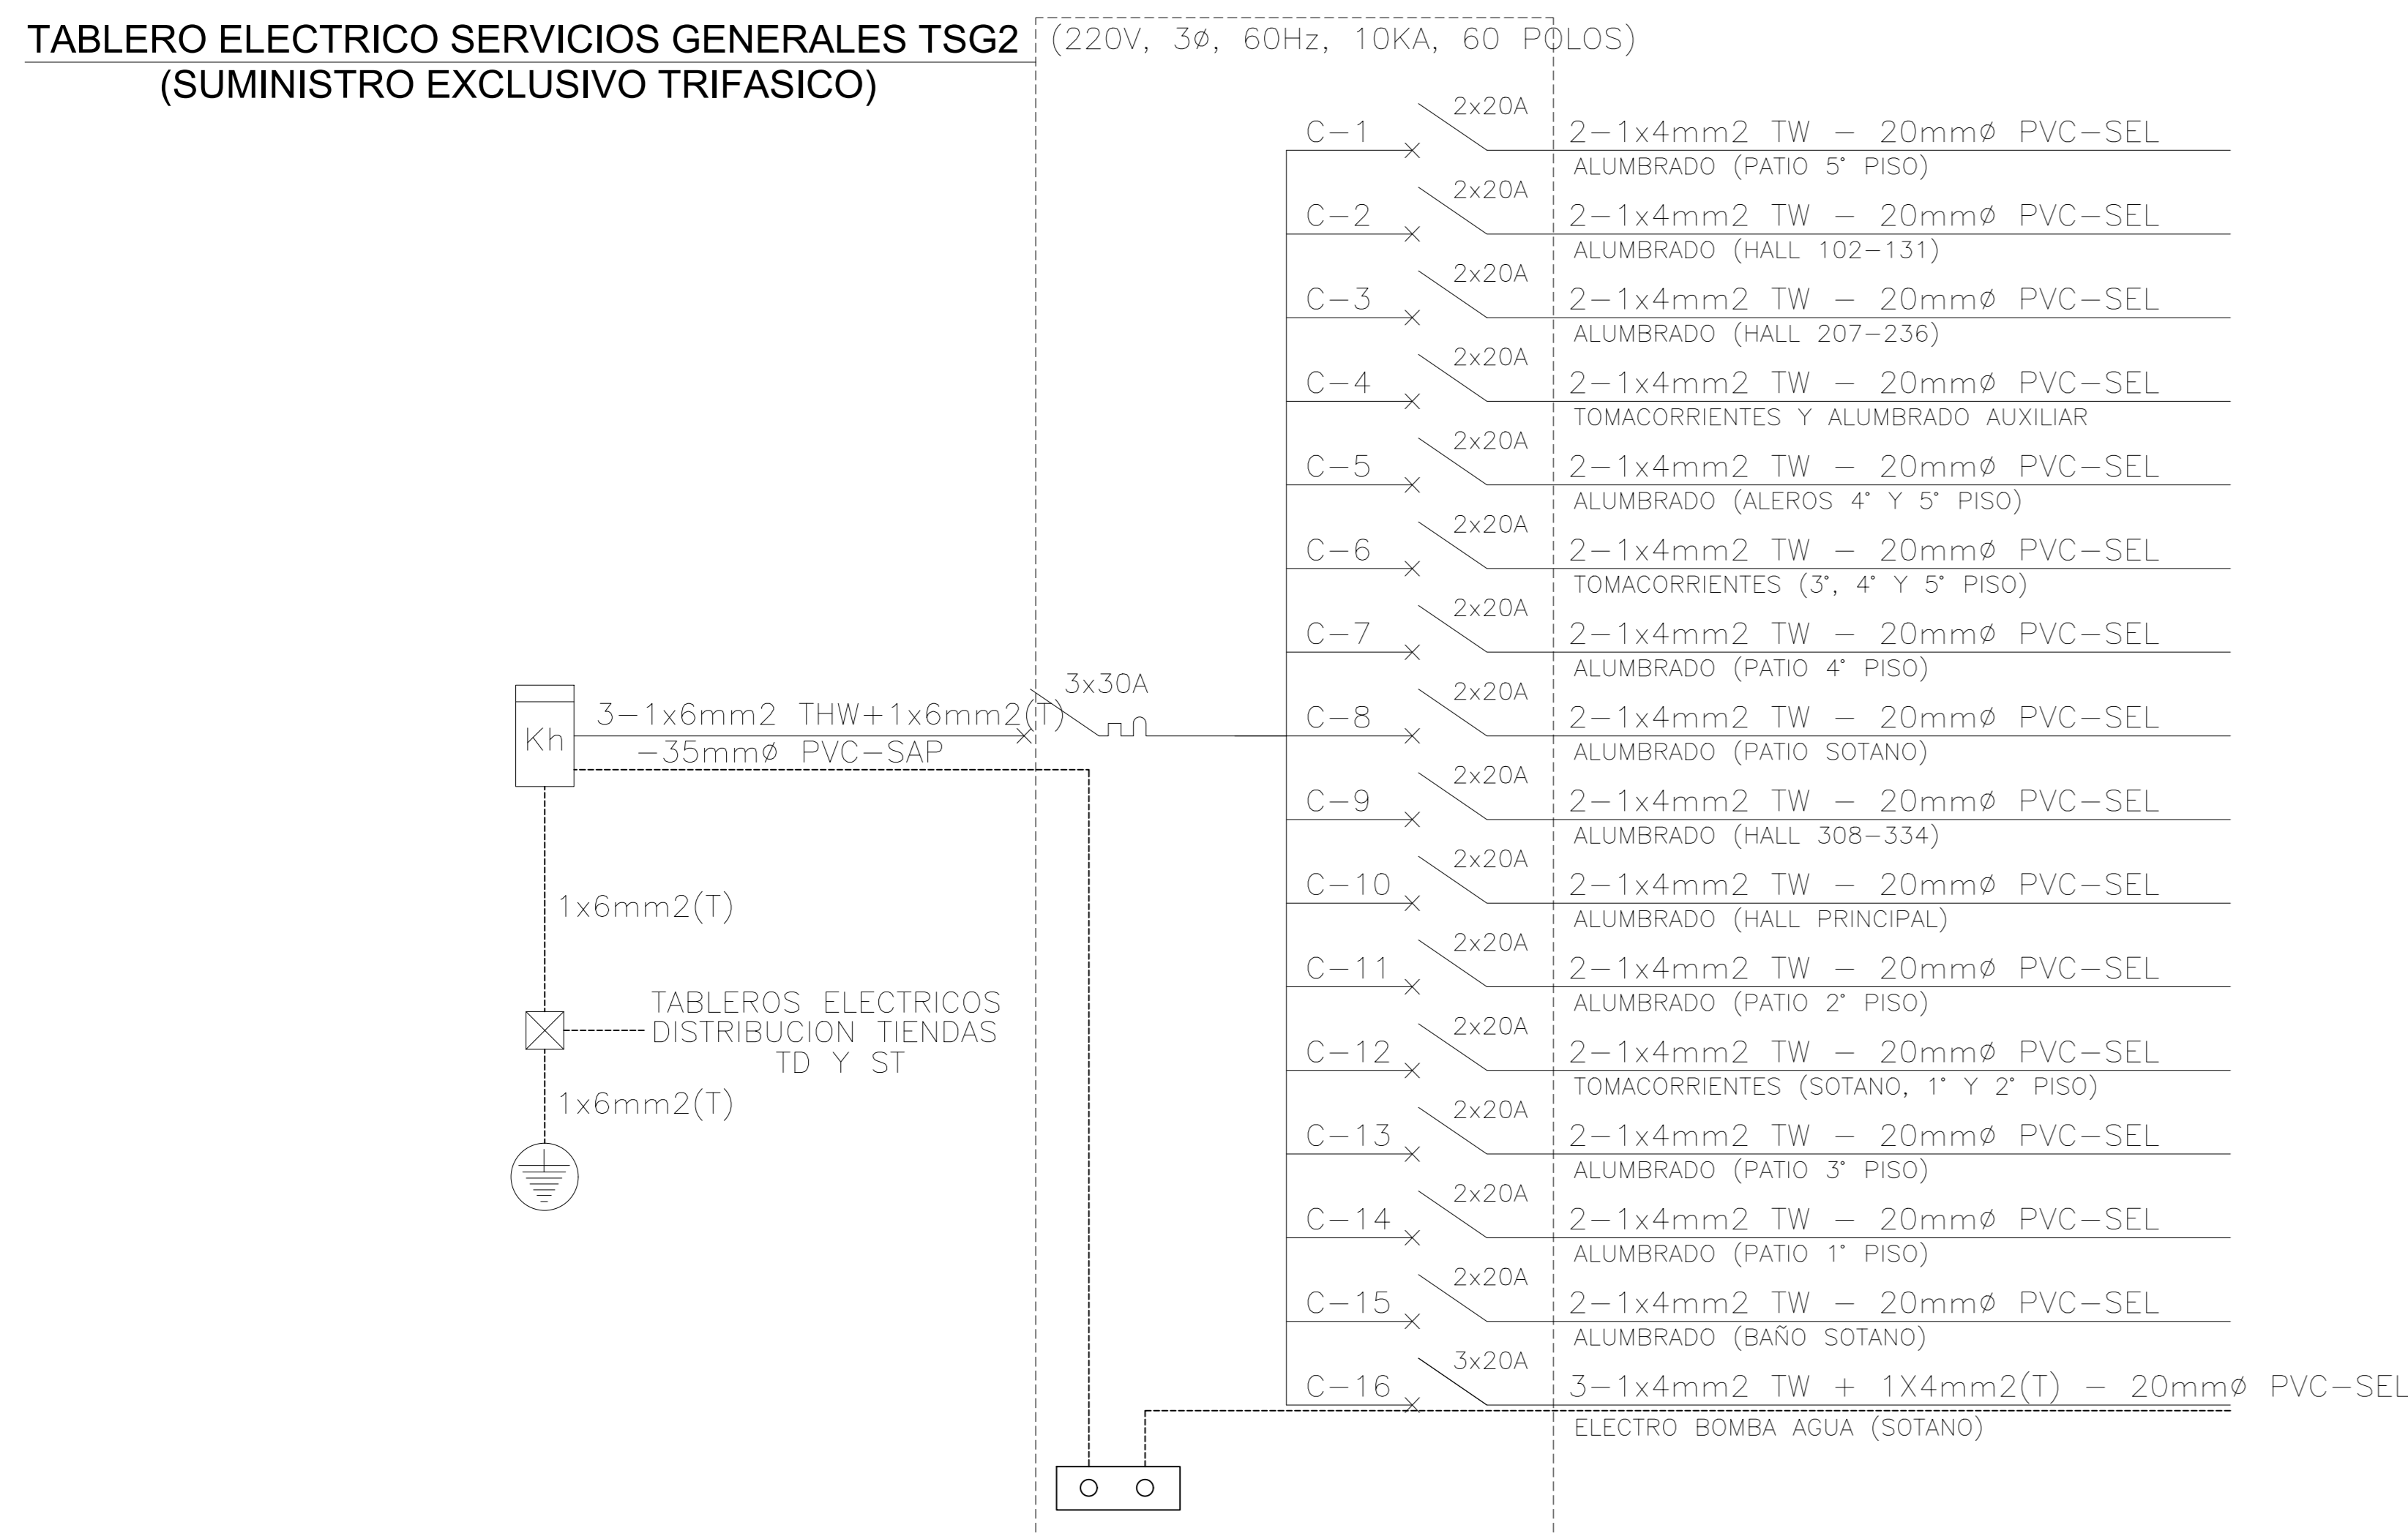 TABLERO ELECTRICO SERVICIOS GENERALES TSG2
(SUMINISTRO EXCLUSIVO TRIFASICO)
(220V, 3ø, 60Hz, 10KA, 60 POLOS)
C-1 2x20A 2-1x4mm2 TW - 20mmø PVC-SEL
ALUMBRADO (PATIO 5° PISO)
C-2 2x20A 2-1x4mm2 TW - 20mmø PVC-SEL
ALUMBRADO (HALL 102-131)
C-3 2x20A 2-1x4mm2 TW - 20mmø PVC-SEL
ALUMBRADO (HALL 207-236)
C-4 2x20A 2-1x4mm2 TW - 20mmø PVC-SEL
TOMACORRIENTES Y ALUMBRADO AUXILIAR
C-5 2x20A 2-1x4mm2 TW - 20mmø PVC-SEL
ALUMBRADO (ALEROS 4° Y 5° PISO)
C-6 2x20A 2-1x4mm2 TW - 20mmø PVC-SEL
TOMACORRIENTES (3°, 4° Y 5° PISO)
C-7 2x20A 2-1x4mm2 TW - 20mmø PVC-SEL
ALUMBRADO (PATIO 4° PISO)
Kh
3-1x6mm2 THW+1x6mm2(T)
-35mmø PVC-SAP
3x30A
C-8 2x20A 2-1x4mm2 TW - 20mmø PVC-SEL
ALUMBRADO (PATIO SOTANO)
C-9 2x20A 2-1x4mm2 TW - 20mmø PVC-SEL
ALUMBRADO (HALL 308-334)
C-10 2x20A 2-1x4mm2 TW - 20mmø PVC-SEL
ALUMBRADO (HALL PRINCIPAL)
1x6mm2(T)
C-11 2x20A 2-1x4mm2 TW - 20mmø PVC-SEL
ALUMBRADO (PATIO 2° PISO)
TABLEROS ELECTRICOS
DISTRIBUCION TIENDAS
TD Y ST
C-12 2x20A 2-1x4mm2 TW - 20mmø PVC-SEL
TOMACORRIENTES (SOTANO, 1° Y 2° PISO)
1x6mm2(T)
C-13 2x20A 2-1x4mm2 TW - 20mmø PVC-SEL
ALUMBRADO (PATIO 3° PISO)
C-14 2x20A 2-1x4mm2 TW - 20mmø PVC-SEL
ALUMBRADO (PATIO 1° PISO)
C-15 2x20A 2-1x4mm2 TW - 20mmø PVC-SEL
ALUMBRADO (BAÑO SOTANO)
C-16 3x20A 3-1x4mm2 TW + 1X4mm2(T) - 20mmø PVC-SEL
ELECTRO BOMBA AGUA (SOTANO)